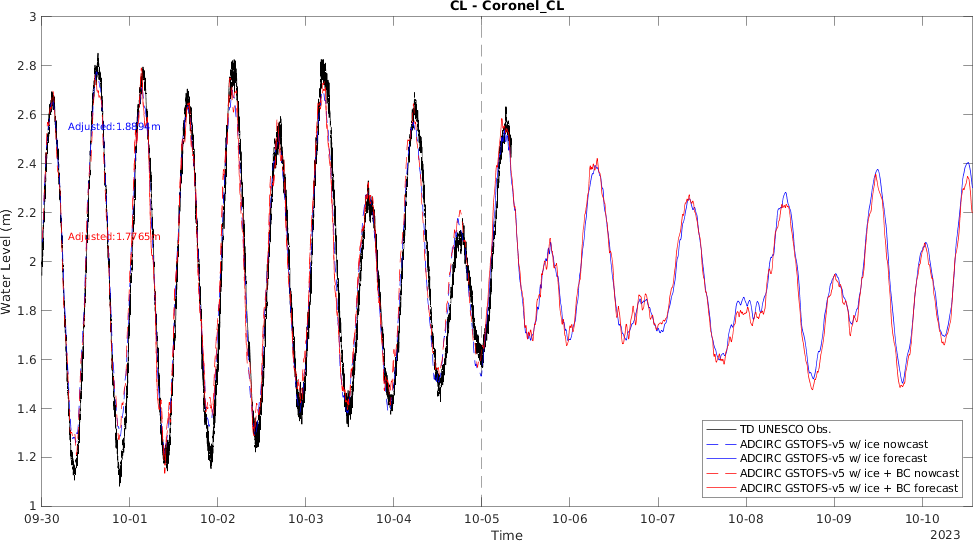 CL - Coronel_CL
3
2.8
2.6
2.4
2.2
2
1.8
1.6
1.4
1.2
1
Water Level (m)
Adjusted:1.8894m
Adjusted:1.7765m
TD UNESCO Obs.
ADCIRC GSTOFS-v5 w/ ice nowcast
ADCIRC GSTOFS-v5 w/ ice forecast
ADCIRC GSTOFS-v5 w/ ice + BC nowcast
ADCIRC GSTOFS-v5 w/ ice + BC forecast
09-30 10-01 10-02 10-03 10-04 10-05 10-06 10-07 10-08 10-09 10-10
Time
2023